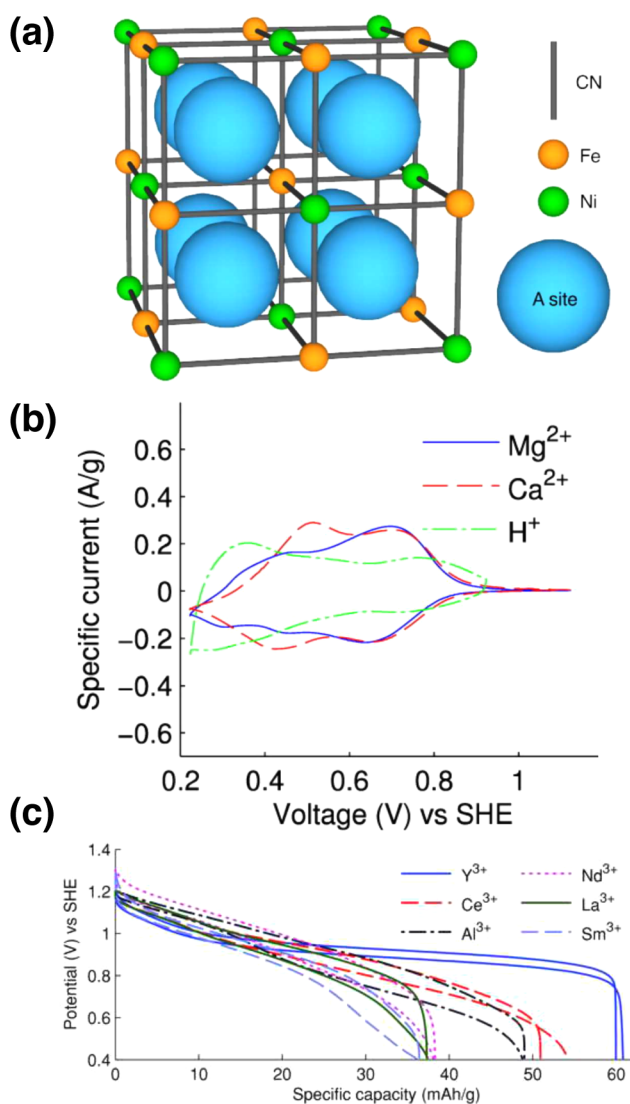 (a)
CN
Fe
Ni
A site
(b)
Specific current (A/g)
0.6
0.4
0.2
0
−0.2
−0.4
−0.6
Mg²⁺
Ca²⁺
H⁺
0.2 0.4 0.6 0.8 1
Voltage (V) vs SHE
(c)
Potential (V) vs SHE
1.4
1.2
1.0
0.8
0.6
0.4
Y³⁺ Nd³⁺
Ce³⁺ La³⁺
Al³⁺ Sm³⁺
0 10 20 30 40 50 60
Specific capacity (mAh/g)